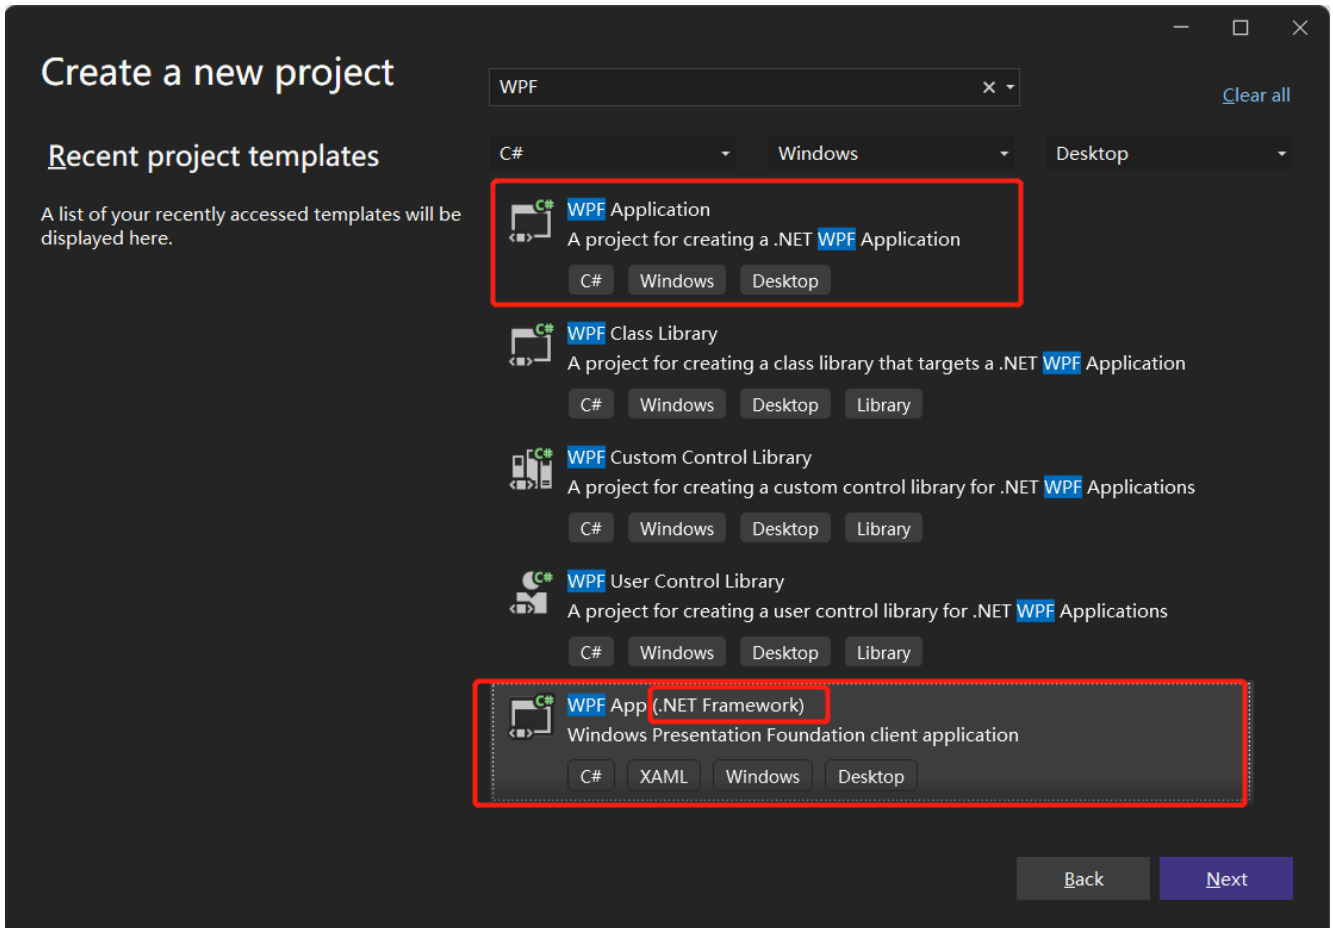 Create a new project
WPF
Clear all
Recent project templates
C# Windows Desktop
A list of your recently accessed templates will be
displayed here.
C#
WPF Application
A project for creating a .NET WPF Application
C# Windows Desktop
C#
WPF Class Library
A project for creating a class library that targets a .NET WPF Application
C# Windows Desktop Library
C#
WPF Custom Control Library
A project for creating a custom control library for .NET WPF Applications
C# Windows Desktop Library
C#
WPF User Control Library
A project for creating a user control library for .NET WPF Applications
C# Windows Desktop Library
C#
WPF App (.NET Framework)
Windows Presentation Foundation client application
C# XAML Windows Desktop
Back Next